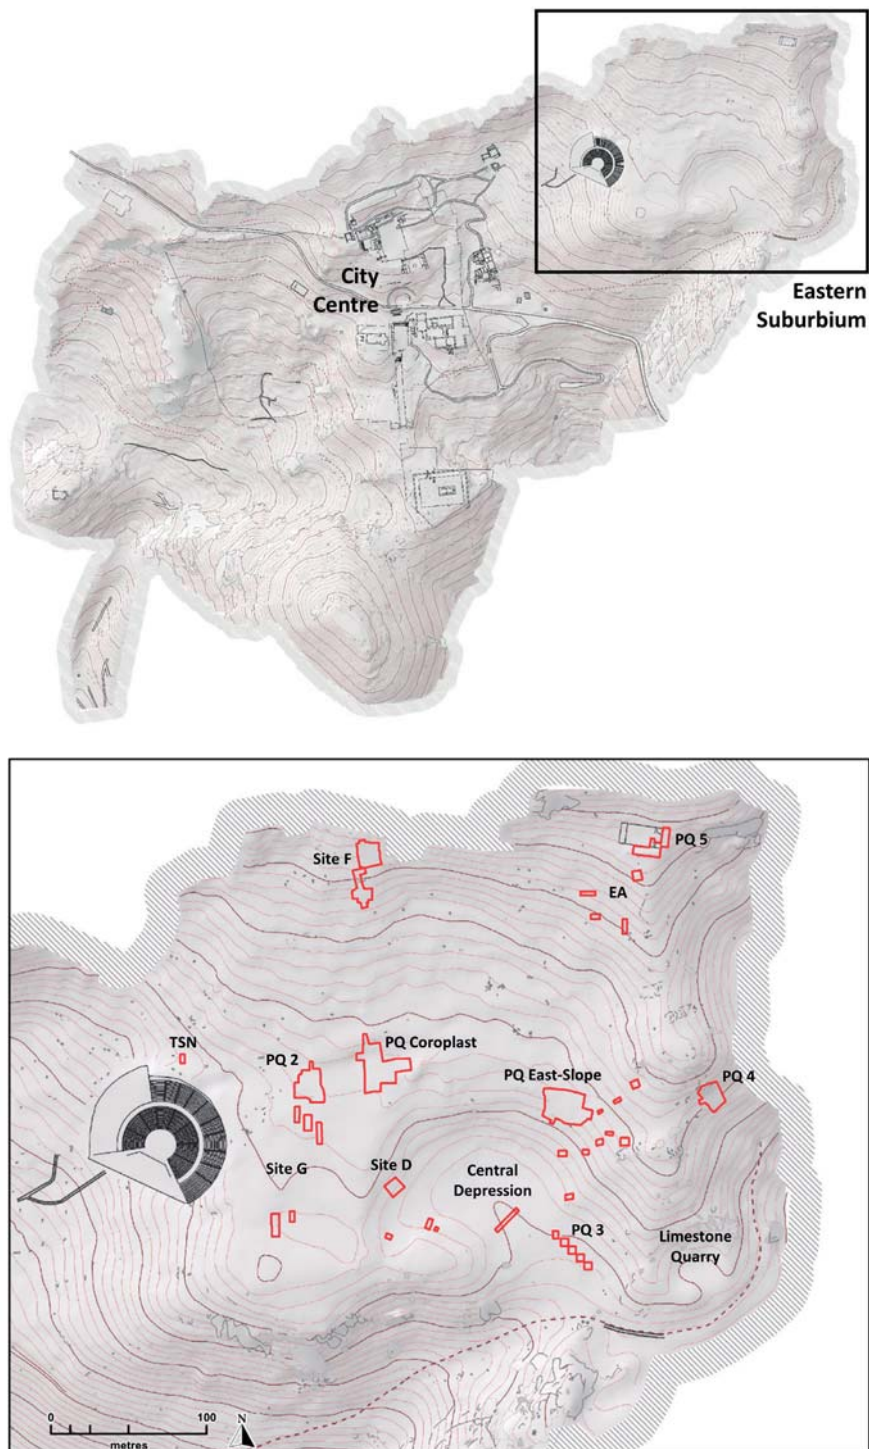 City
Centre
Eastern
Suburbium
PQ 5
Site F
EA
TSN
PQ 2
PQ Coroplast
PQ East-Slope
PQ 4
Site G
Site D
Central
Depression
PQ 3
Limestone
Quarry
0 100
metres
N